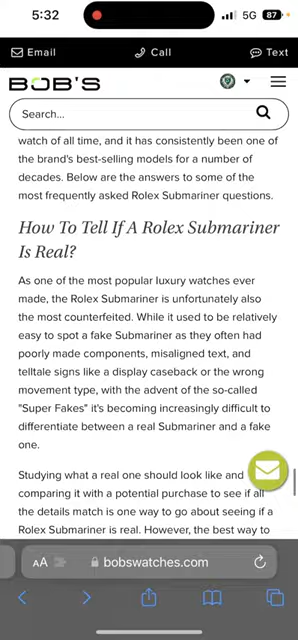 5:32
5G 87
Email
Call
Text
BOB'S
Search...
watch of all time, and it has consistently been one of
the brand's best-selling models for a number of
decades. Below are the answers to some of the
most frequently asked Rolex Submariner questions.
How To Tell If A Rolex Submariner
Is Real?
As one of the most popular luxury watches ever
made, the Rolex Submariner is unfortunately also
the most counterfeited. While it used to be relatively
easy to spot a fake Submariner as they often had
poorly made components, misaligned text, and
telltale signs like a display caseback or the wrong
movement type, with the advent of the so-called
"Super Fakes" it's becoming increasingly difficult to
differentiate between a real Submariner and a fake
one.
Studying what a real one should look like and
comparing it with a potential purchase to see if all
the details match is one way to go about seeing if a
Rolex Submariner is real. However, the best way to
AA
bobswatches.com